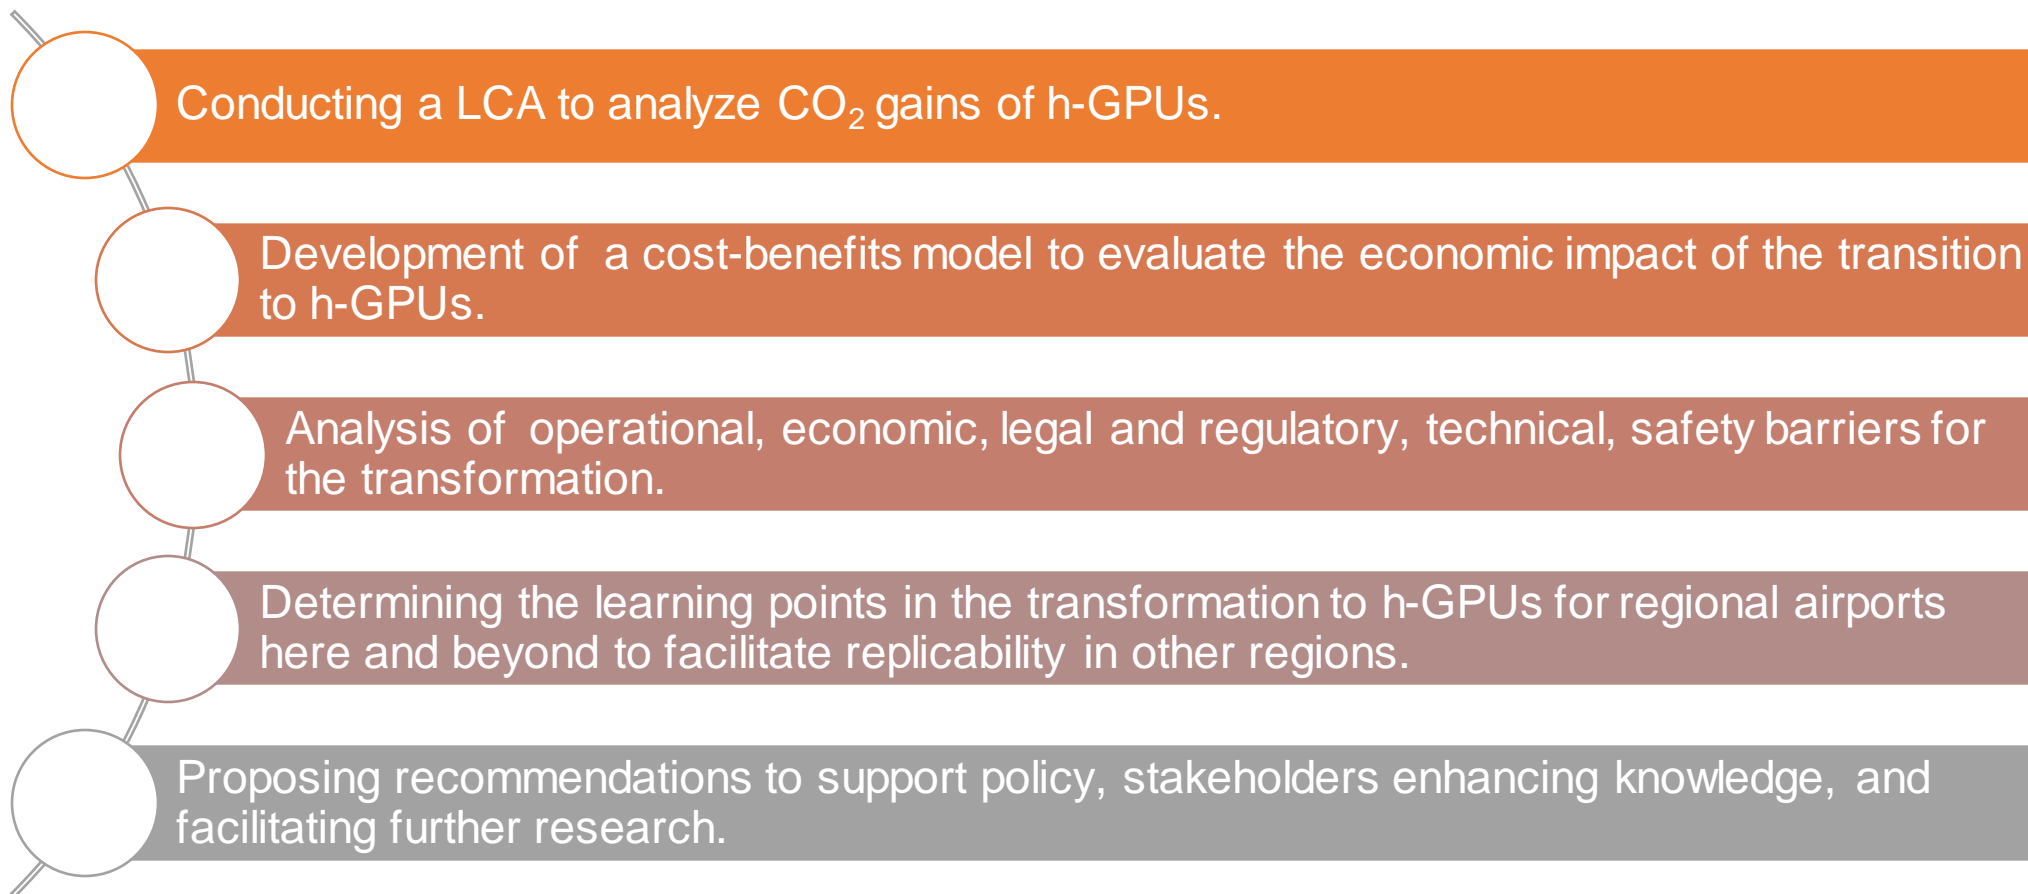 Conducting a LCA to analyze CO₂ gains of h-GPUs.
Development of a cost-benefits model to evaluate the economic impact of the transition
to h-GPUs.
Analysis of operational, economic, legal and regulatory, technical, safety barriers for
the transformation.
Determining the learning points in the transformation to h-GPUs for regional airports
here and beyond to facilitate replicability in other regions.
Proposing recommendations to support policy, stakeholders enhancing knowledge, and
facilitating further research.